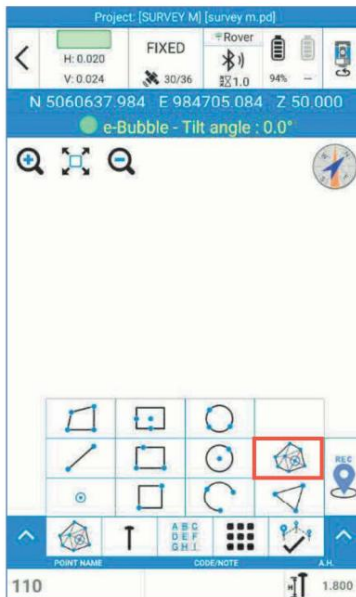 Project: [SURVEY M] [survey m.pd]
H: 0.020
V: 0.024
FIXED
30/36
Rover
1.0
94%
--
N 5060637.984 E 984705.084 Z 50.000
e-Bubble - Tilt angle : 0.0°
REC
A B C
D E F
G H I
POINT NAME
CODE/NOTE
A.H.
110
1.800